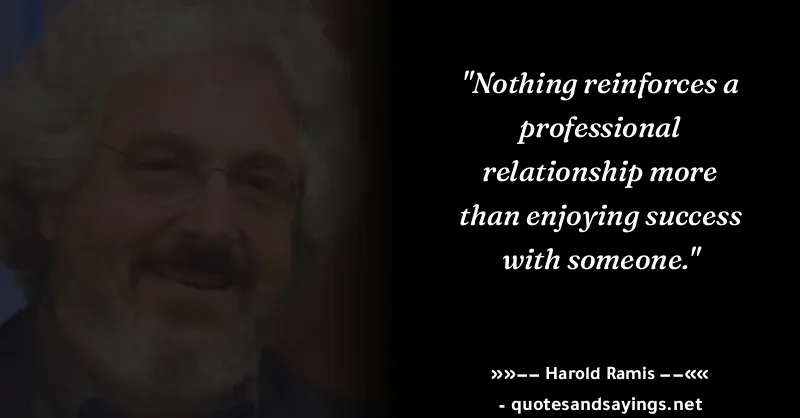 "Nothing reinforces a
professional
relationship more
than enjoying success
with someone."
»»−− Harold Ramis −−««
- quotesandsayings.net